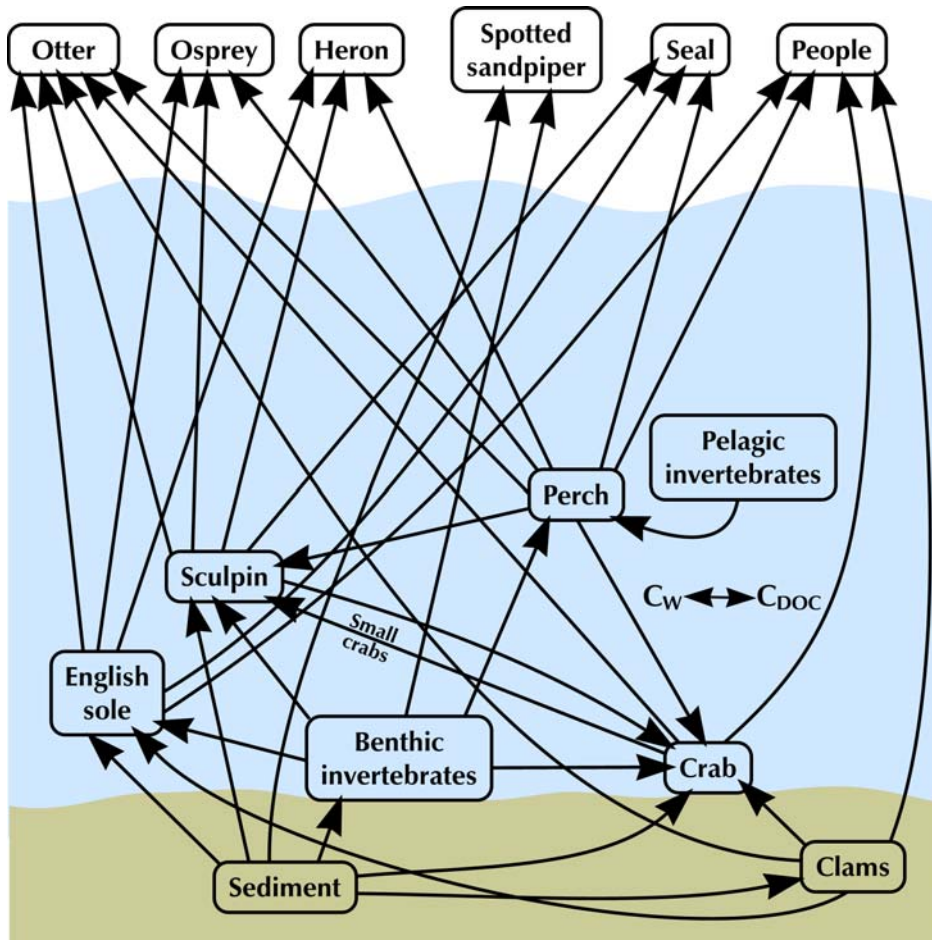 Otter
Osprey
Heron
Spotted
sandpiper
Seal
People
Pelagic
invertebrates
Perch
Sculpin
CW
CDOC
Small
crabs
English
sole
Benthic
invertebrates
Crab
Clams
Sediment